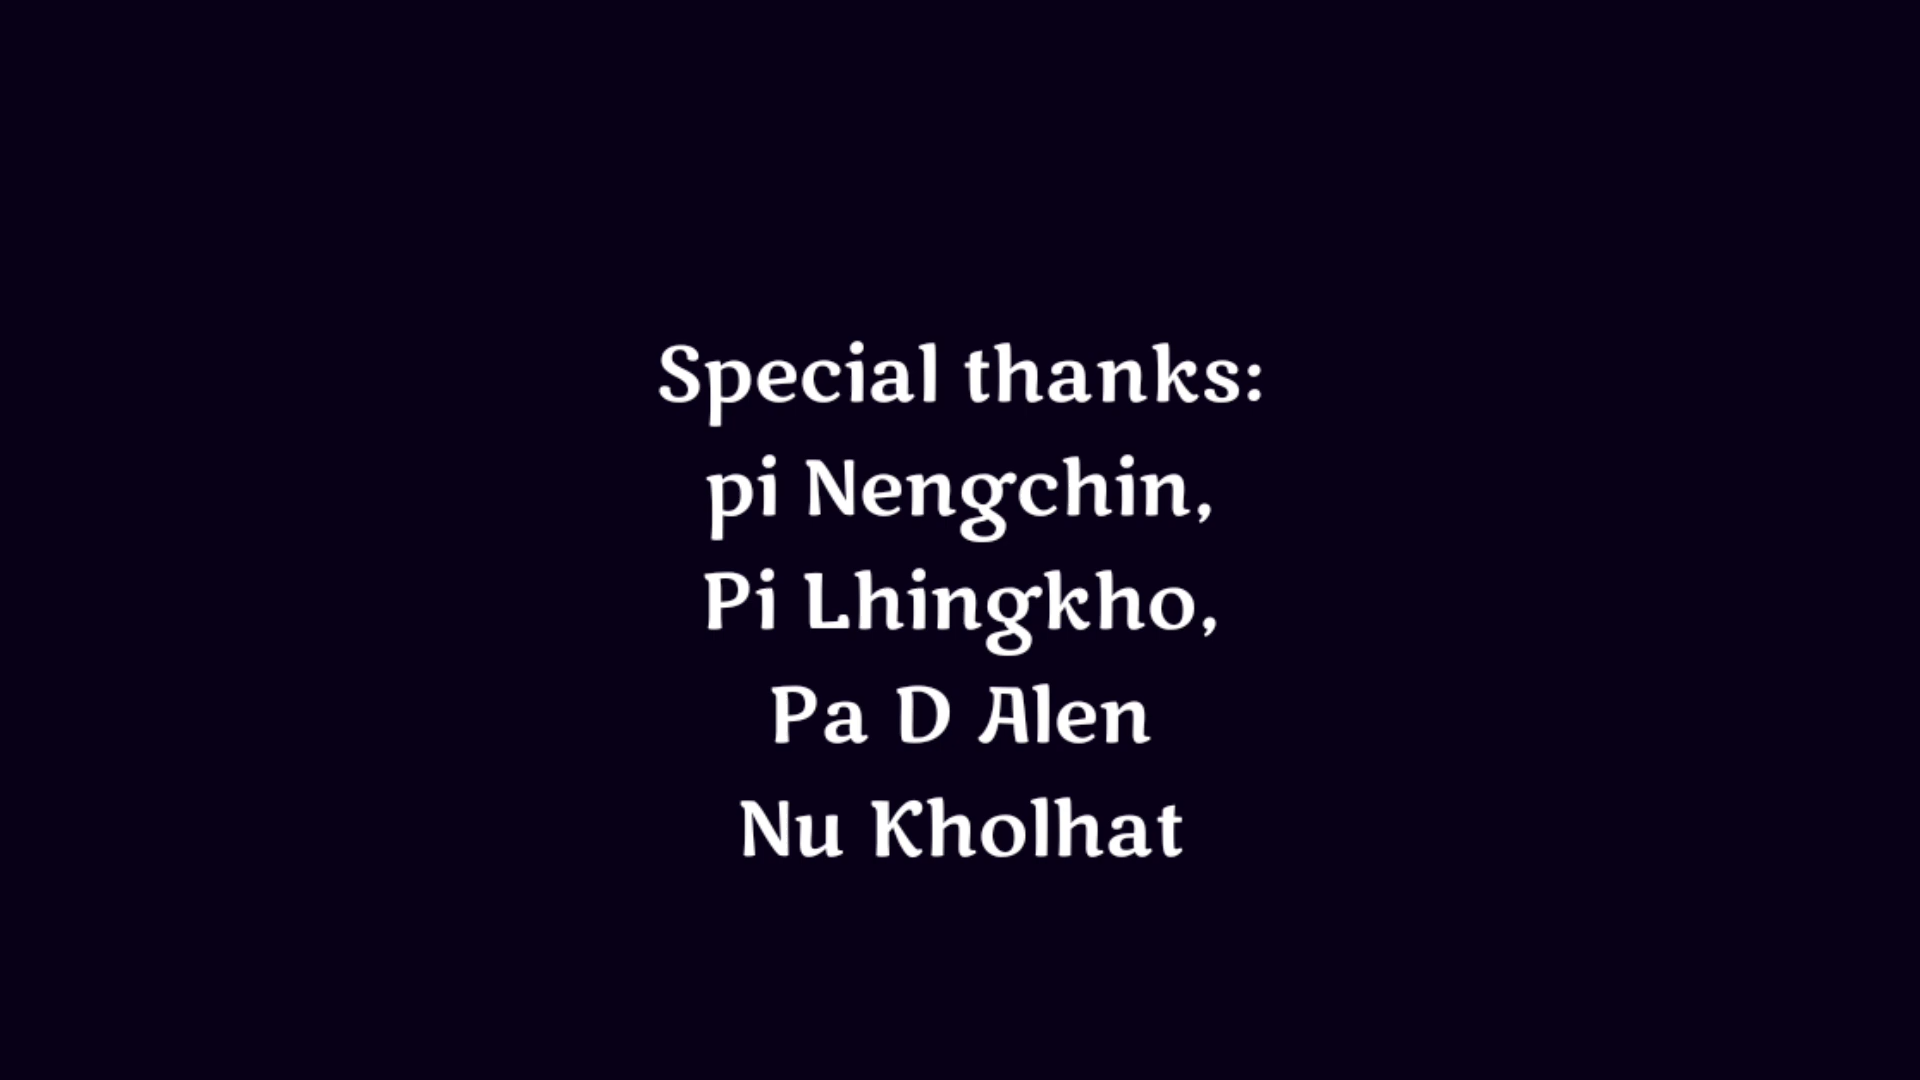 Special thanks:
pi Nengchin,
Pi Lhingkho,
Pa D Alen
Nu Kholhat